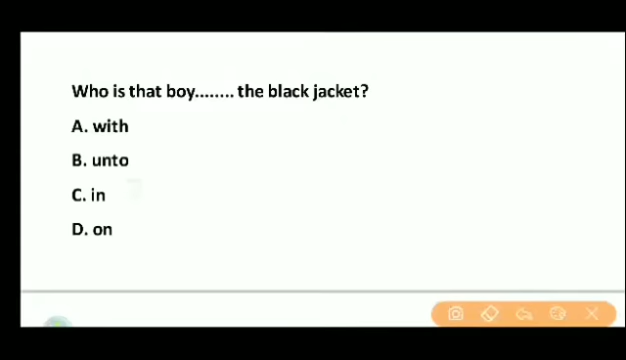 Who is that boy........ the black jacket?
A. with
B. unto
C. in
D. on